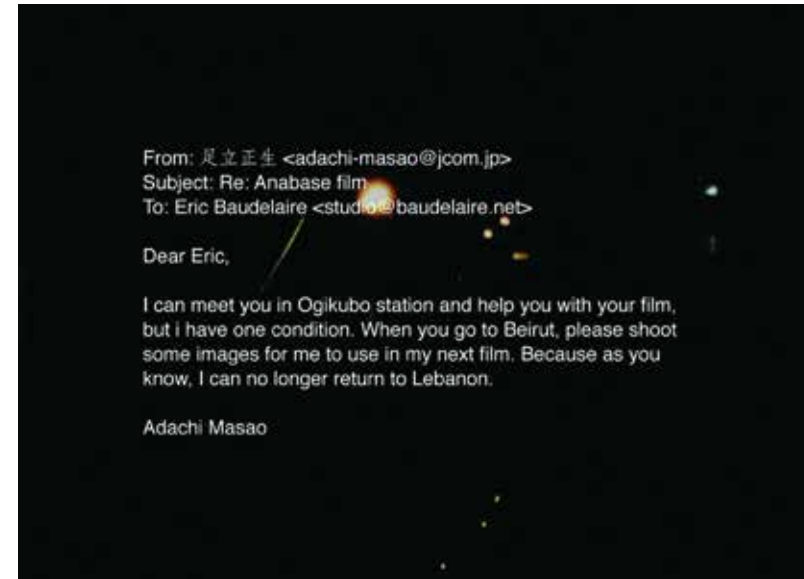 From: 足立正生 <adachi-masao@jcom.jp>
Subject: Re: Anabase film
To: Eric Baudelaire <studio@baudelaire.net>
Dear Eric,
I can meet you in Ogikubo station and help you with your film,
but i have one condition. When you go to Beirut, please shoot
some images for me to use in my next film. Because as you
know, I can no longer return to Lebanon.
Adachi Masao